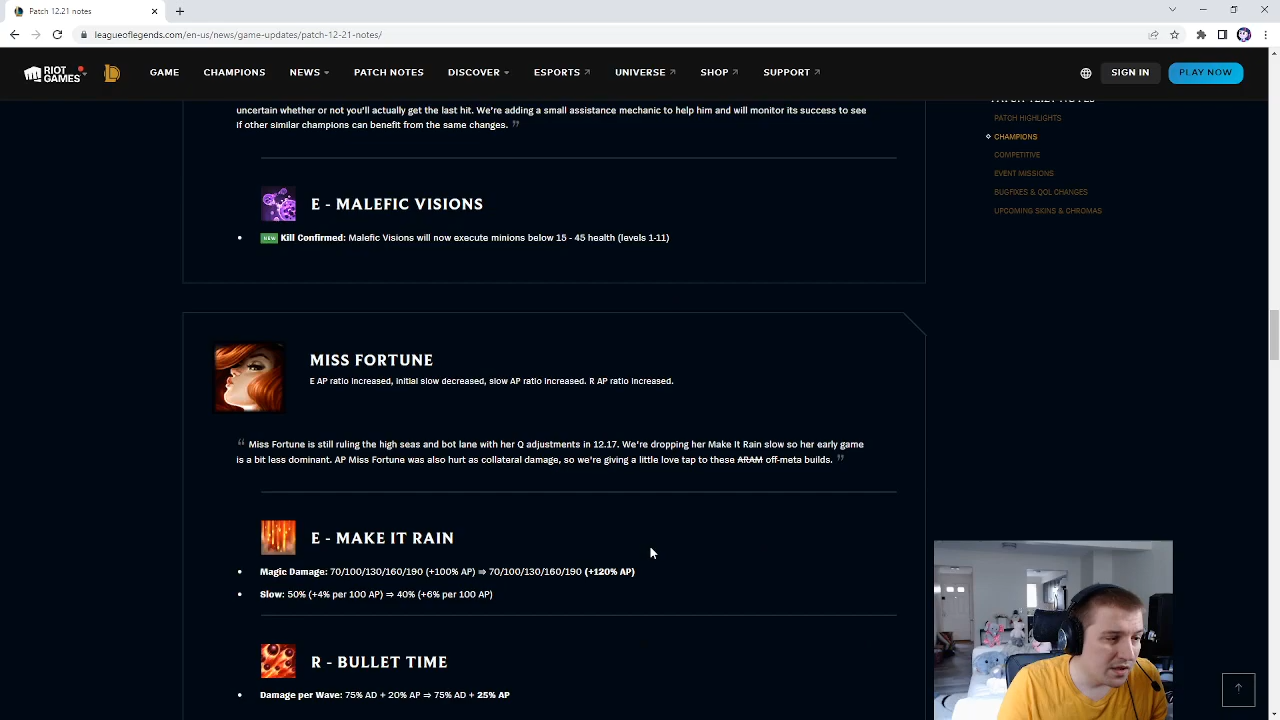 Patch 12.21 notes
leagueoflegends.com/en-us/news/game-updates/patch-12-21-notes/
RIOT GAMES
GAME CHAMPIONS NEWS PATCH NOTES DISCOVER ESPORTS UNIVERSE SHOP SUPPORT SIGN IN PLAY NOW
uncertain whether or not you'll actually get the last hit. We're adding a small assistance mechanic to help him and will monitor its success to see
if other similar champions can benefit from the same changes. ”
E - MALEFIC VISIONS
NEW Kill Confirmed: Malefic Visions will now execute minions below 15 - 45 health (levels 1-11)
MISS FORTUNE
E AP ratio increased, initial slow decreased, slow AP ratio increased. R AP ratio increased.
“ Miss Fortune is still ruling the high seas and bot lane with her Q adjustments in 12.17. We're dropping her Make It Rain slow so her early game
is a bit less dominant. AP Miss Fortune was also hurt as collateral damage, so we're giving a little love tap to these ARAM off-meta builds. ”
E - MAKE IT RAIN
Magic Damage: 70/100/130/160/190 (+100% AP) ⇒ 70/100/130/160/190 (+120% AP)
Slow: 50% (+4% per 100 AP) ⇒ 40% (+6% per 100 AP)
R - BULLET TIME
Damage per Wave: 75% AD + 20% AP ⇒ 75% AD + 25% AP
PATCH 12.21 NOTES
PATCH HIGHLIGHTS
CHAMPIONS
COMPETITIVE
EVENT MISSIONS
BUGFIXES & QOL CHANGES
UPCOMING SKINS & CHROMAS